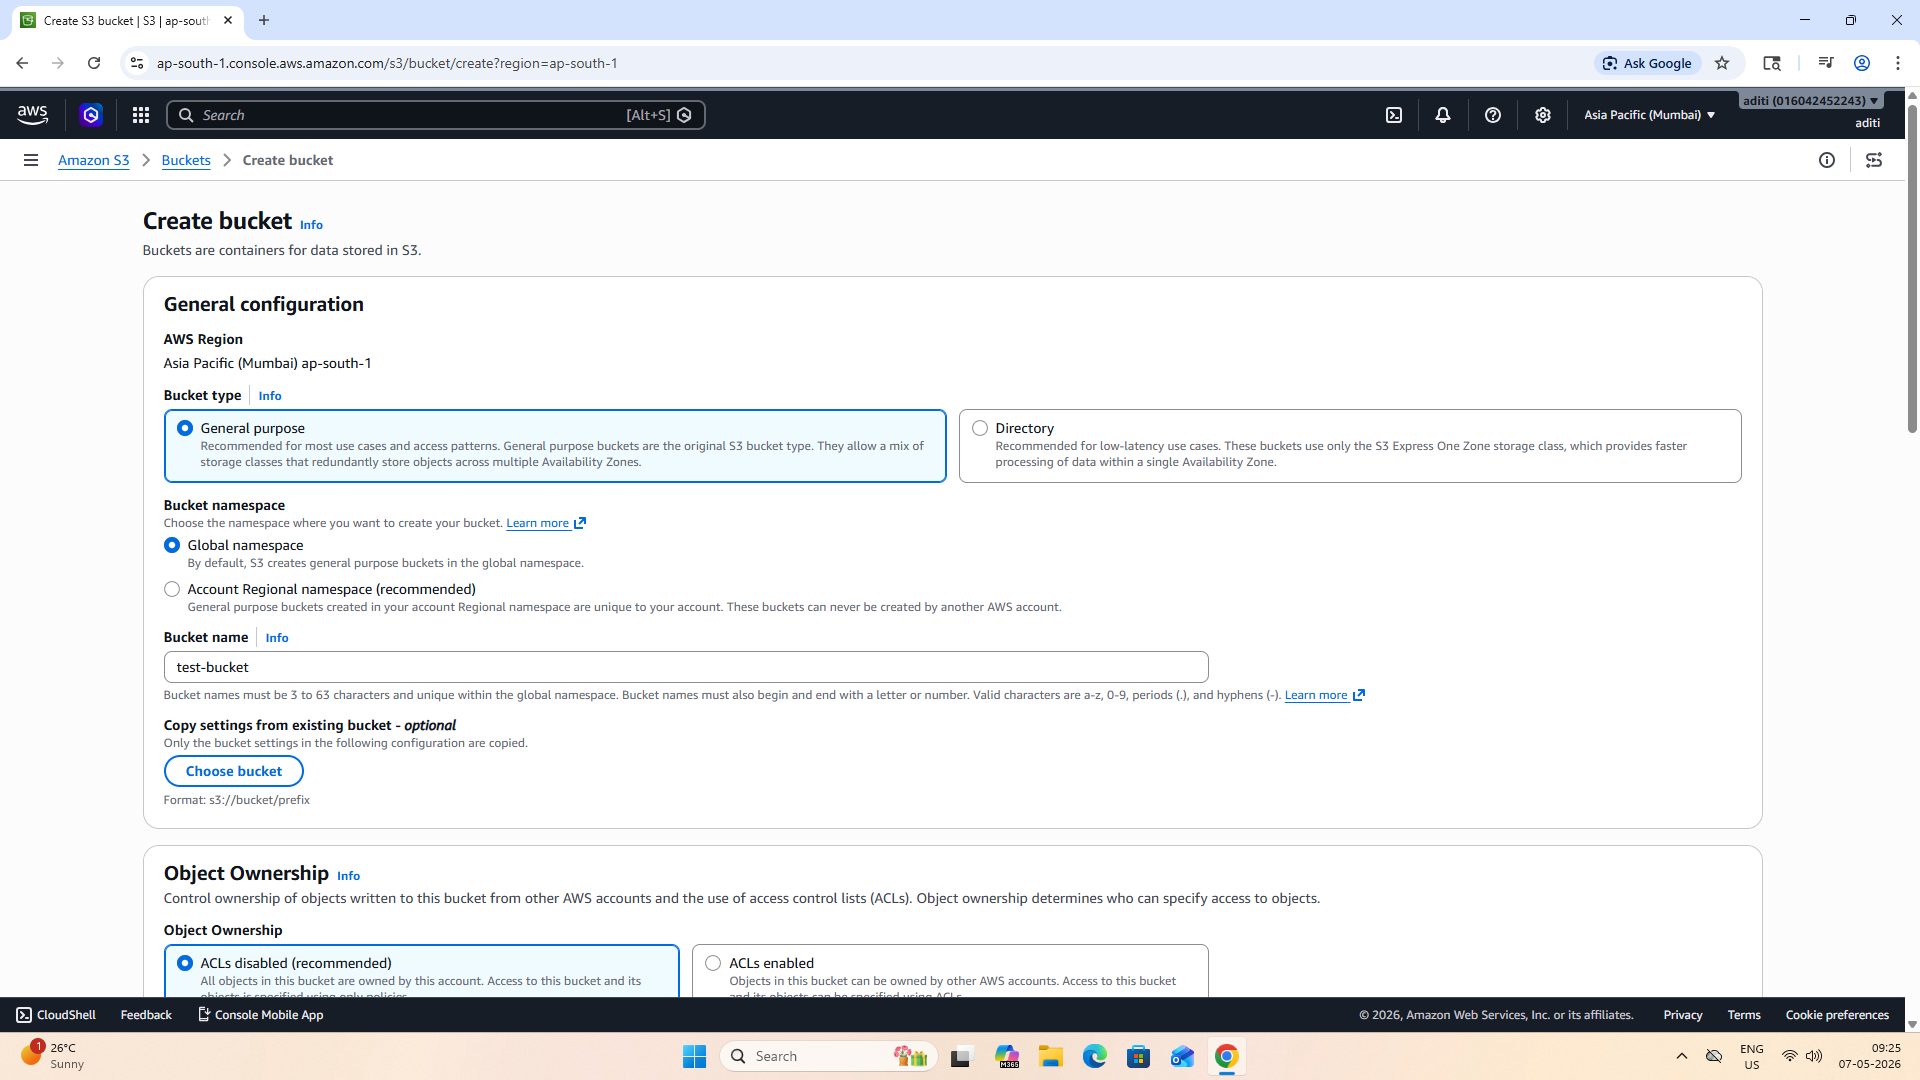 Create S3 bucket | S3 | ap-sout
ap-south-1.console.aws.amazon.com/s3/bucket/create?region=ap-south-1
Ask Google
aws
Search
[Alt+S]
Asia Pacific (Mumbai)
aditi (016042452243)
aditi
Amazon S3
Buckets
Create bucket
Create bucket
Info
Buckets are containers for data stored in S3.
General configuration
AWS Region
Asia Pacific (Mumbai) ap-south-1
Bucket type
Info
General purpose
Recommended for most use cases and access patterns. General purpose buckets are the original S3 bucket type. They allow a mix of
storage classes that redundantly store objects across multiple Availability Zones.
Directory
Recommended for low-latency use cases. These buckets use only the S3 Express One Zone storage class, which provides faster
processing of data within a single Availability Zone.
Bucket namespace
Choose the namespace where you want to create your bucket. Learn more
Global namespace
By default, S3 creates general purpose buckets in the global namespace.
Account Regional namespace (recommended)
General purpose buckets created in your account Regional namespace are unique to your account. These buckets can never be created by another AWS account.
Bucket name
Info
test-bucket
Bucket names must be 3 to 63 characters and unique within the global namespace. Bucket names must also begin and end with a letter or number. Valid characters are a-z, 0-9, periods (.), and hyphens (-). Learn more
Copy settings from existing bucket - optional
Only the bucket settings in the following configuration are copied.
Choose bucket
Format: s3://bucket/prefix
Object Ownership
Info
Control ownership of objects written to this bucket from other AWS accounts and the use of access control lists (ACLs). Object ownership determines who can specify access to objects.
Object Ownership
ACLs disabled (recommended)
All objects in this bucket are owned by this account. Access to this bucket and its
objects is specified using only policies.
ACLs enabled
Objects in this bucket can be owned by other AWS accounts. Access to this bucket
and its objects can be specified using ACLs.
CloudShell
Feedback
Console Mobile App
© 2026, Amazon Web Services, Inc. or its affiliates.
Privacy
Terms
Cookie preferences
1
26°C
Sunny
Search
M365
ENG
US
09:25
07-05-2026